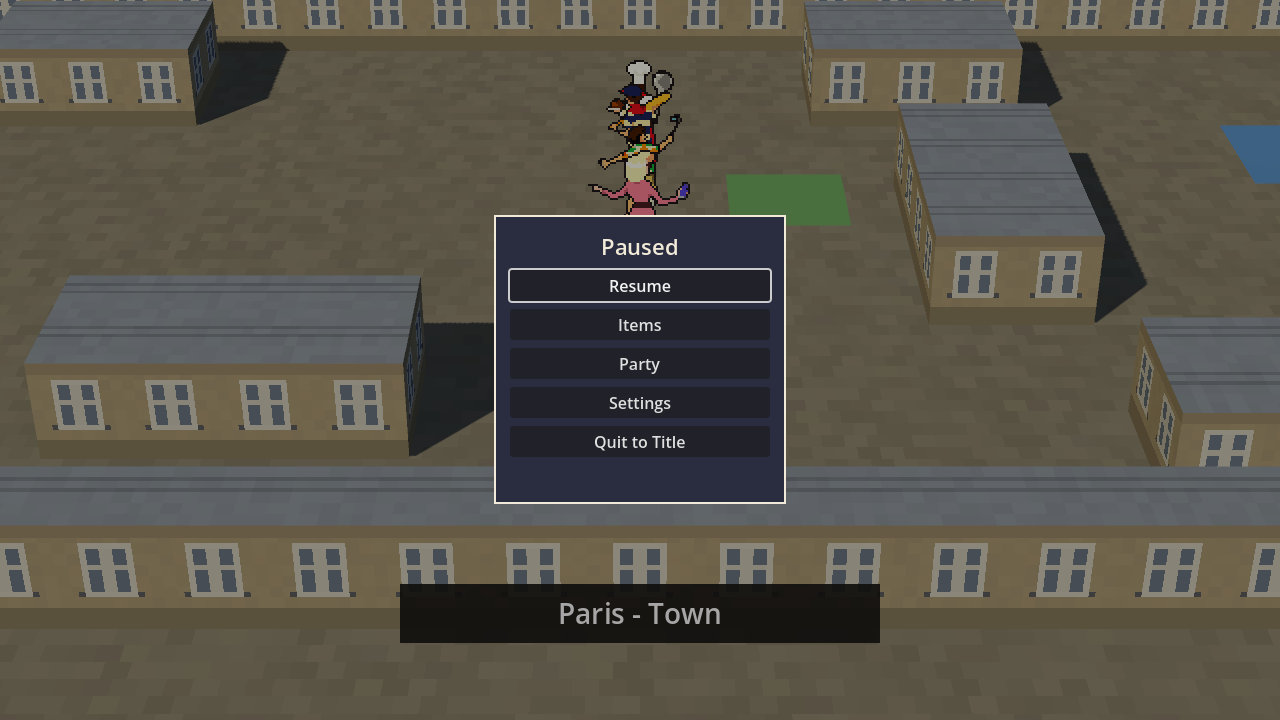 Paused
Resume
Items
Party
Settings
Quit to Title
Paris - Town